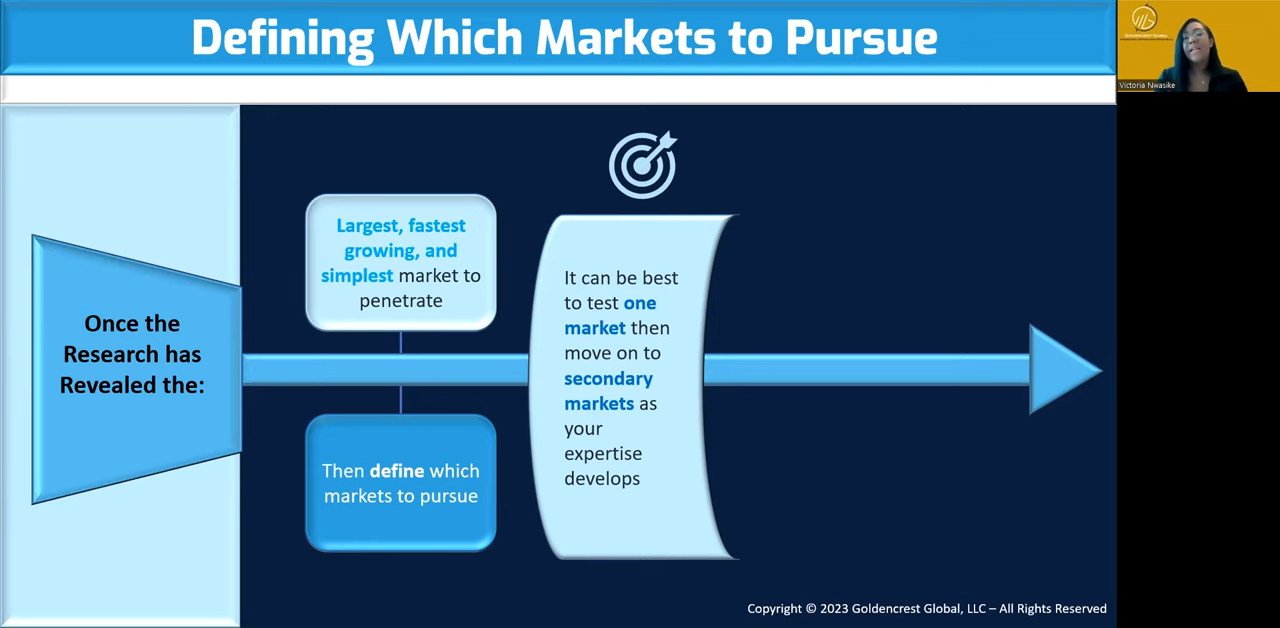 Defining Which Markets to Pursue
GOLDENCREST GLOBAL
Victoria Nwasike
Once the
Research has
Revealed the:
Largest, fastest
growing, and
simplest market to
penetrate
Then define which
markets to pursue
It can be best
to test one
market then
move on to
secondary
markets as
your
expertise
develops
Copyright © 2023 Goldencrest Global, LLC – All Rights Reserved